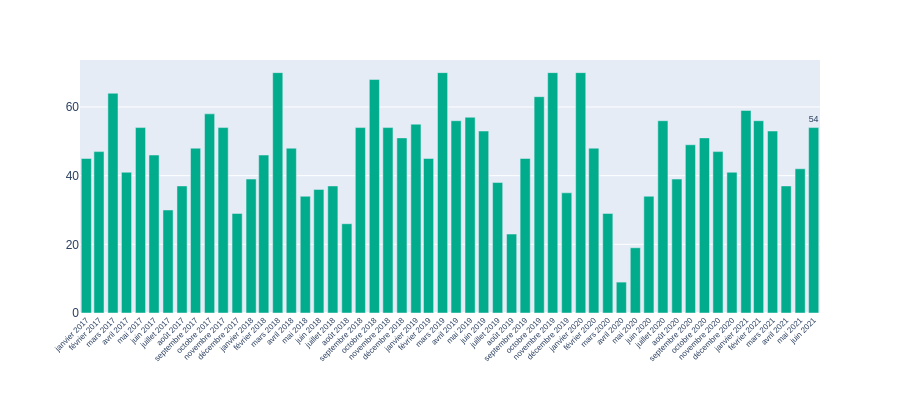 60
40
20
0
54
janvier 2017
février 2017
mars 2017
avril 2017
mai 2017
juin 2017
juillet 2017
août 2017
septembre 2017
octobre 2017
novembre 2017
décembre 2017
janvier 2018
février 2018
mars 2018
avril 2018
mai 2018
juin 2018
juillet 2018
août 2018
septembre 2018
octobre 2018
novembre 2018
décembre 2018
janvier 2019
février 2019
mars 2019
avril 2019
mai 2019
juin 2019
juillet 2019
août 2019
septembre 2019
octobre 2019
novembre 2019
décembre 2019
janvier 2020
février 2020
mars 2020
avril 2020
mai 2020
juin 2020
juillet 2020
août 2020
septembre 2020
octobre 2020
novembre 2020
décembre 2020
janvier 2021
février 2021
mars 2021
avril 2021
mai 2021
juin 2021